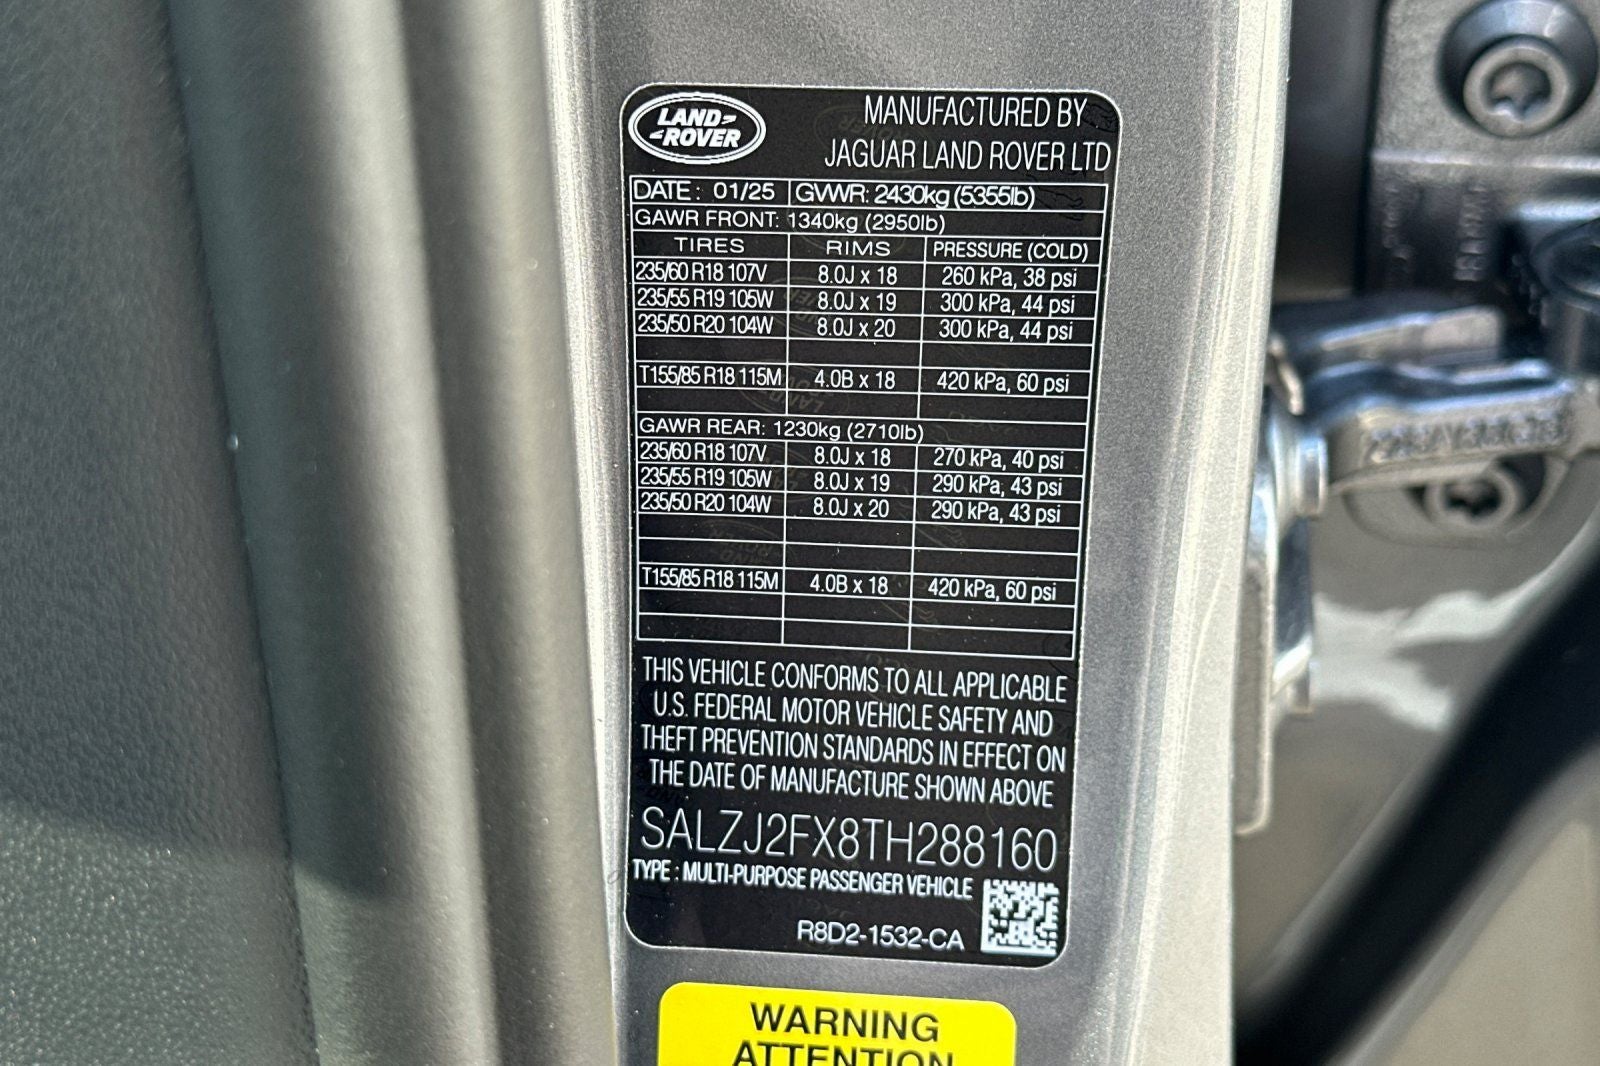 LAND
ROVER
MANUFACTURED BY
JAGUAR LAND ROVER LTD
DATE: 01/25 GVWR: 2430kg (5355lb)
GAWR FRONT: 1340kg (2950lb)
TIRES RIMS PRESSURE (COLD)
235/60 R18 107V 8.0J x 18 260 kPa, 38 psi
235/55 R19 105W 8.0J x 19 300 kPa, 44 psi
235/50 R20 104W 8.0J x 20 300 kPa, 44 psi
T155/85 R18 115M 4.0B x 18 420 kPa, 60 psi
GAWR REAR: 1230kg (2710lb)
235/60 R18 107V 8.0J x 18 270 kPa, 40 psi
235/55 R19 105W 8.0J x 19 290 kPa, 43 psi
235/50 R20 104W 8.0J x 20 290 kPa, 43 psi
T155/85 R18 115M 4.0B x 18 420 kPa, 60 psi
THIS VEHICLE CONFORMS TO ALL APPLICABLE
U.S. FEDERAL MOTOR VEHICLE SAFETY AND
THEFT PREVENTION STANDARDS IN EFFECT ON
THE DATE OF MANUFACTURE SHOWN ABOVE
SALZJ2FX8TH288160
TYPE : MULTI-PURPOSE PASSENGER VEHICLE
R8D2-1532-CA
WARNING
ATTENTION